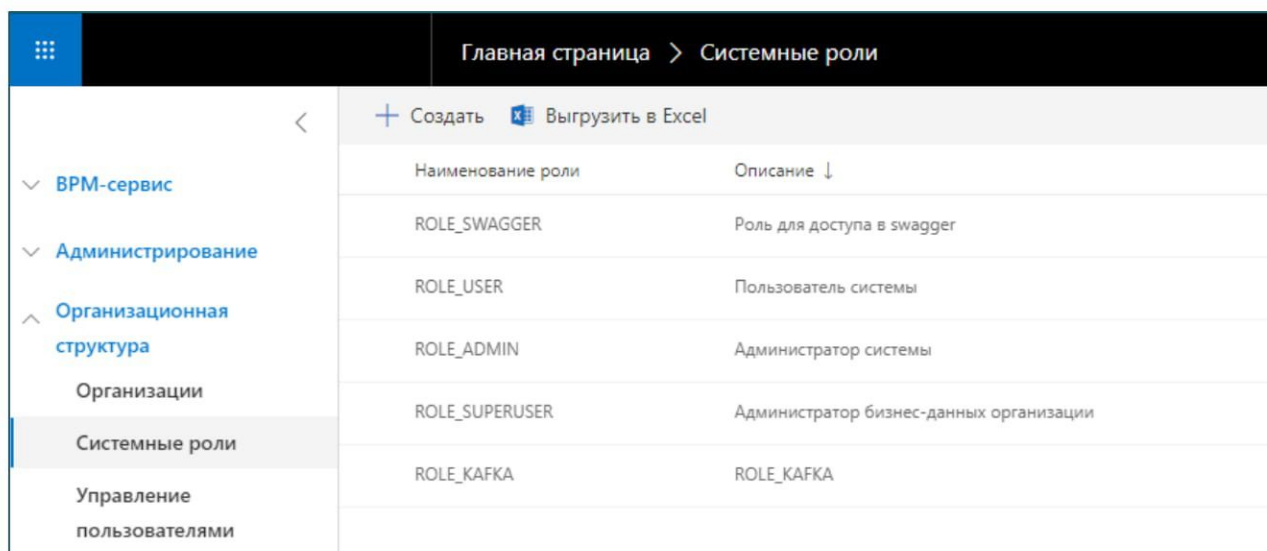 Главная страница > Системные роли
+ Создать Выгрузить в Excel
BPM-сервис
Администрирование
Организационная
структура
Организации
Системные роли
Управление
пользователями
Наименование роли Описание ↓
ROLE_SWAGGER Роль для доступа в swagger
ROLE_USER Пользователь системы
ROLE_ADMIN Администратор системы
ROLE_SUPERUSER Администратор бизнес-данных организации
ROLE_KAFKA ROLE_KAFKA